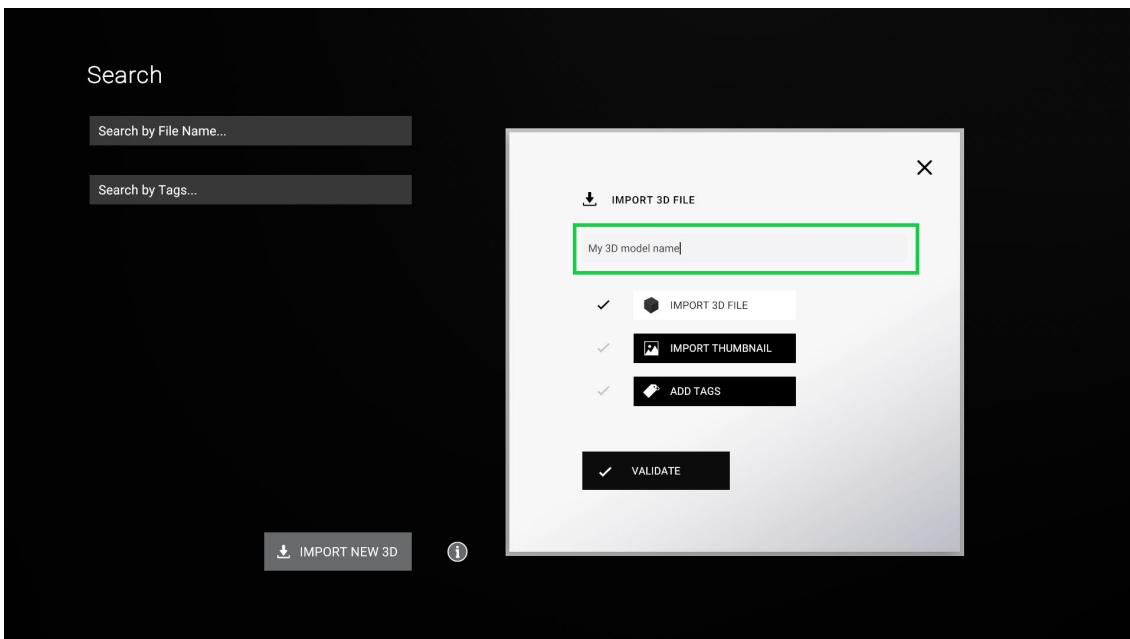 Search
Search by File Name...
Search by Tags...
IMPORT NEW 3D
IMPORT 3D FILE
My 3D model name
IMPORT 3D FILE
IMPORT THUMBNAIL
ADD TAGS
VALIDATE